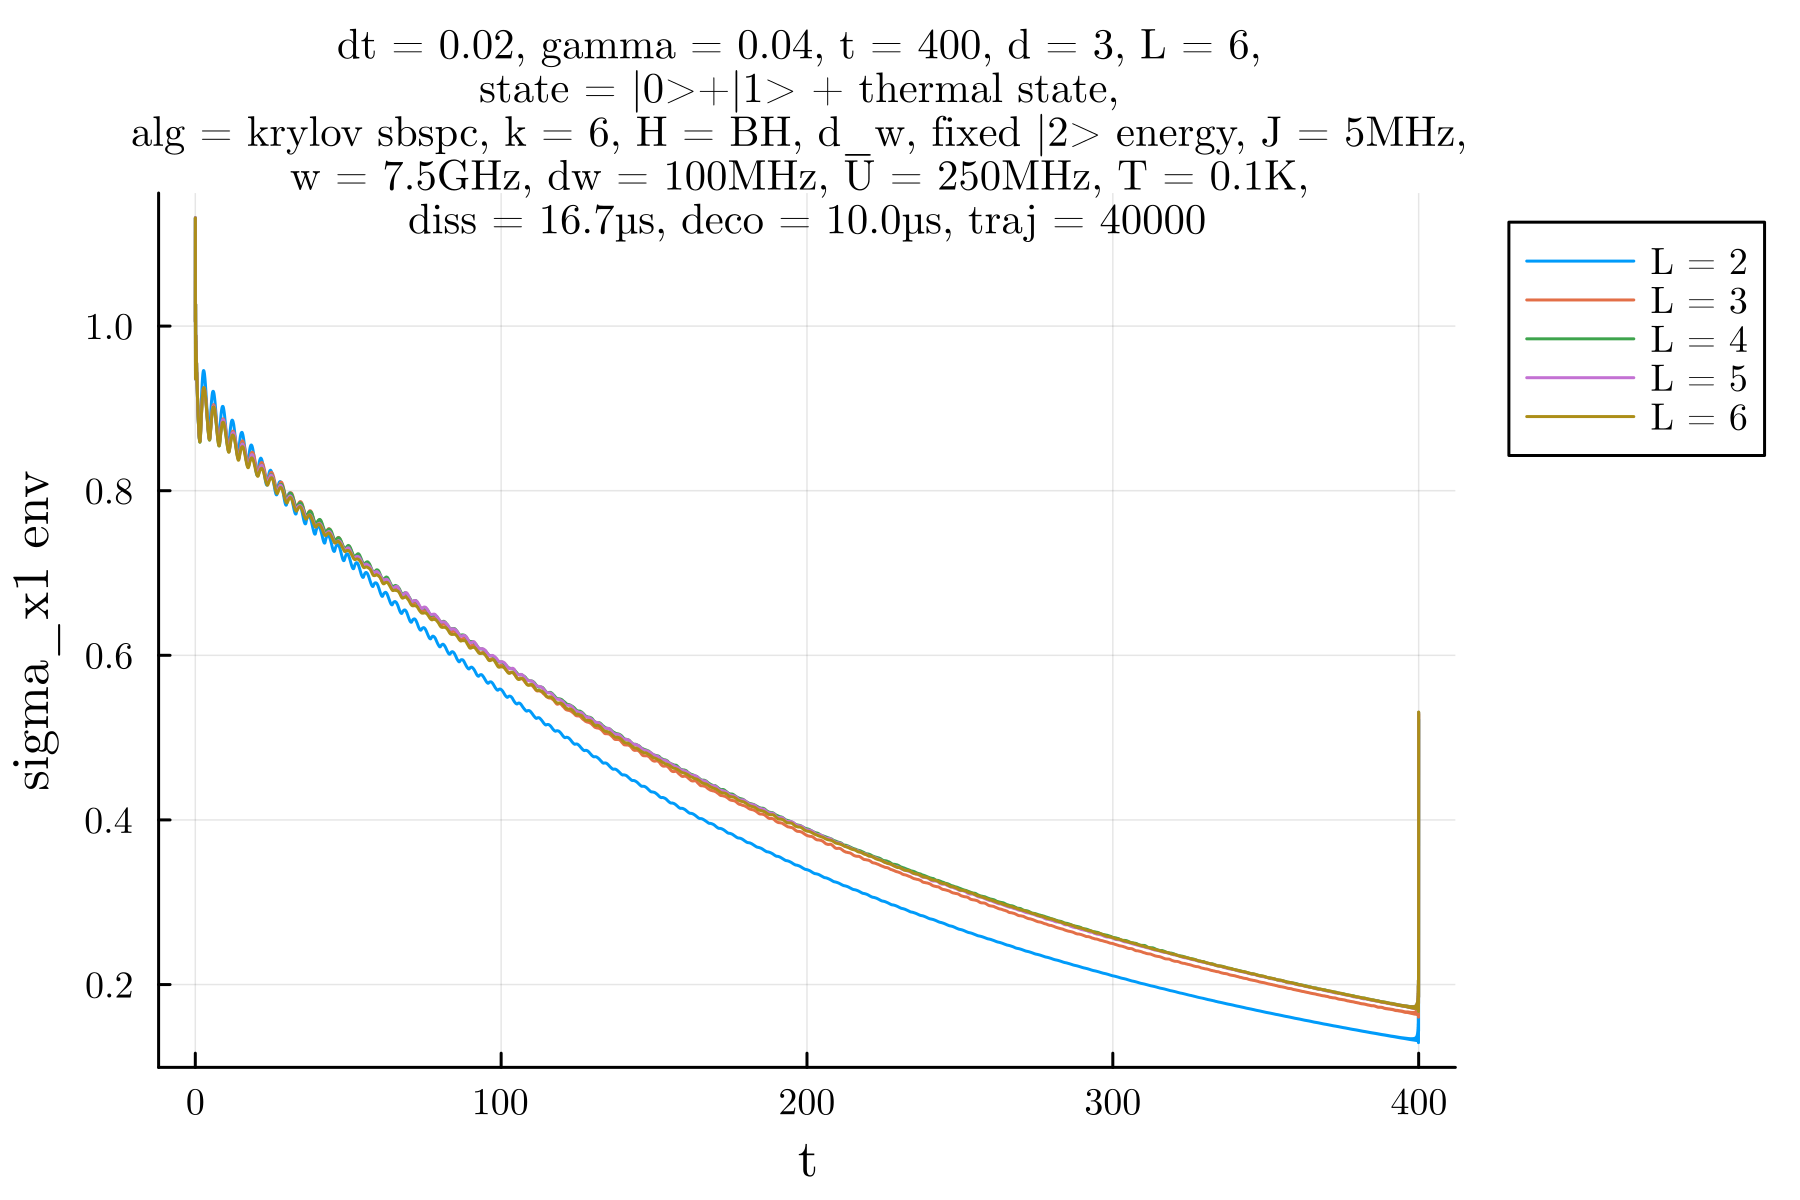 dt = 0.02, gamma = 0.04, t = 400, d = 3, L = 6,
state = |0>+|1> + thermal state,
alg = krylov sbspc, k = 6, H = BH, d_w, fixed |2> energy, J = 5MHz,
w = 7.5GHz, dw = 100MHz, U = 250MHz, T = 0.1K,
diss = 16.7µs, deco = 10.0µs, traj = 40000
L = 2
L = 3
L = 4
L = 5
L = 6
sigma_x1 env
1.0
0.8
0.6
0.4
0.2
0 100 200 300 400
t